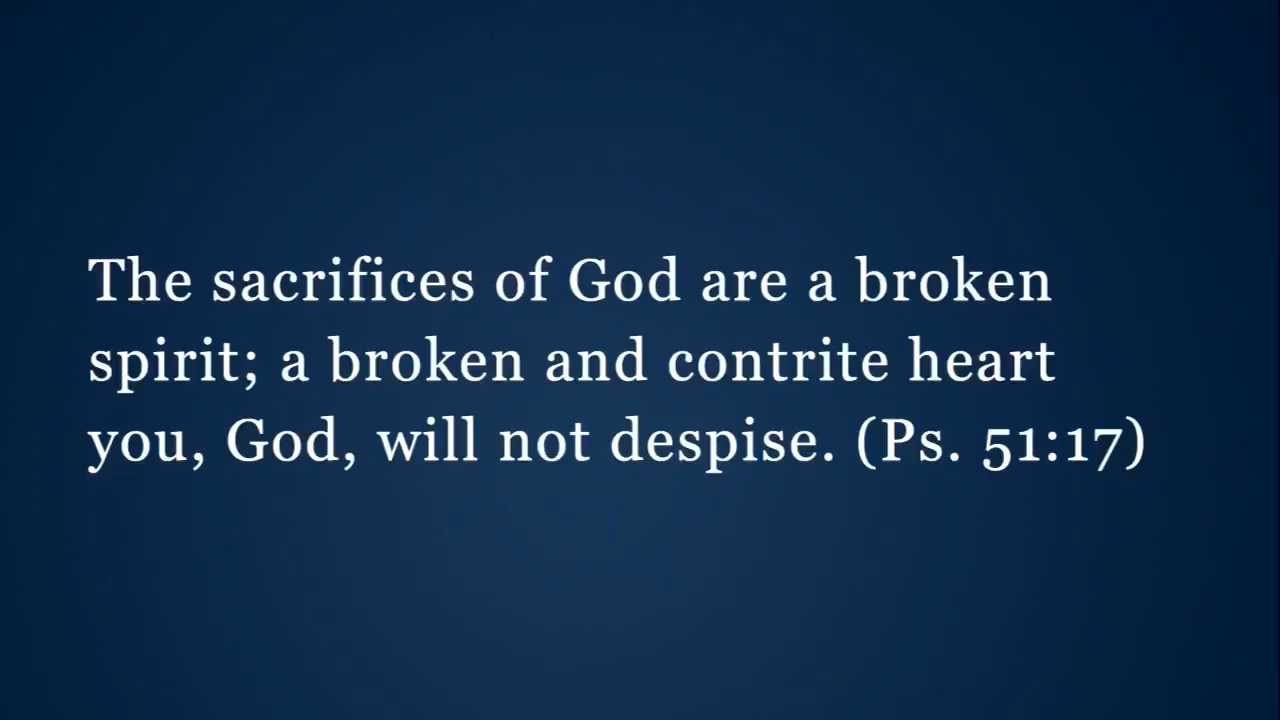 The sacrifices of God are a broken
spirit; a broken and contrite heart
you, God, will not despise. (Ps. 51:17)